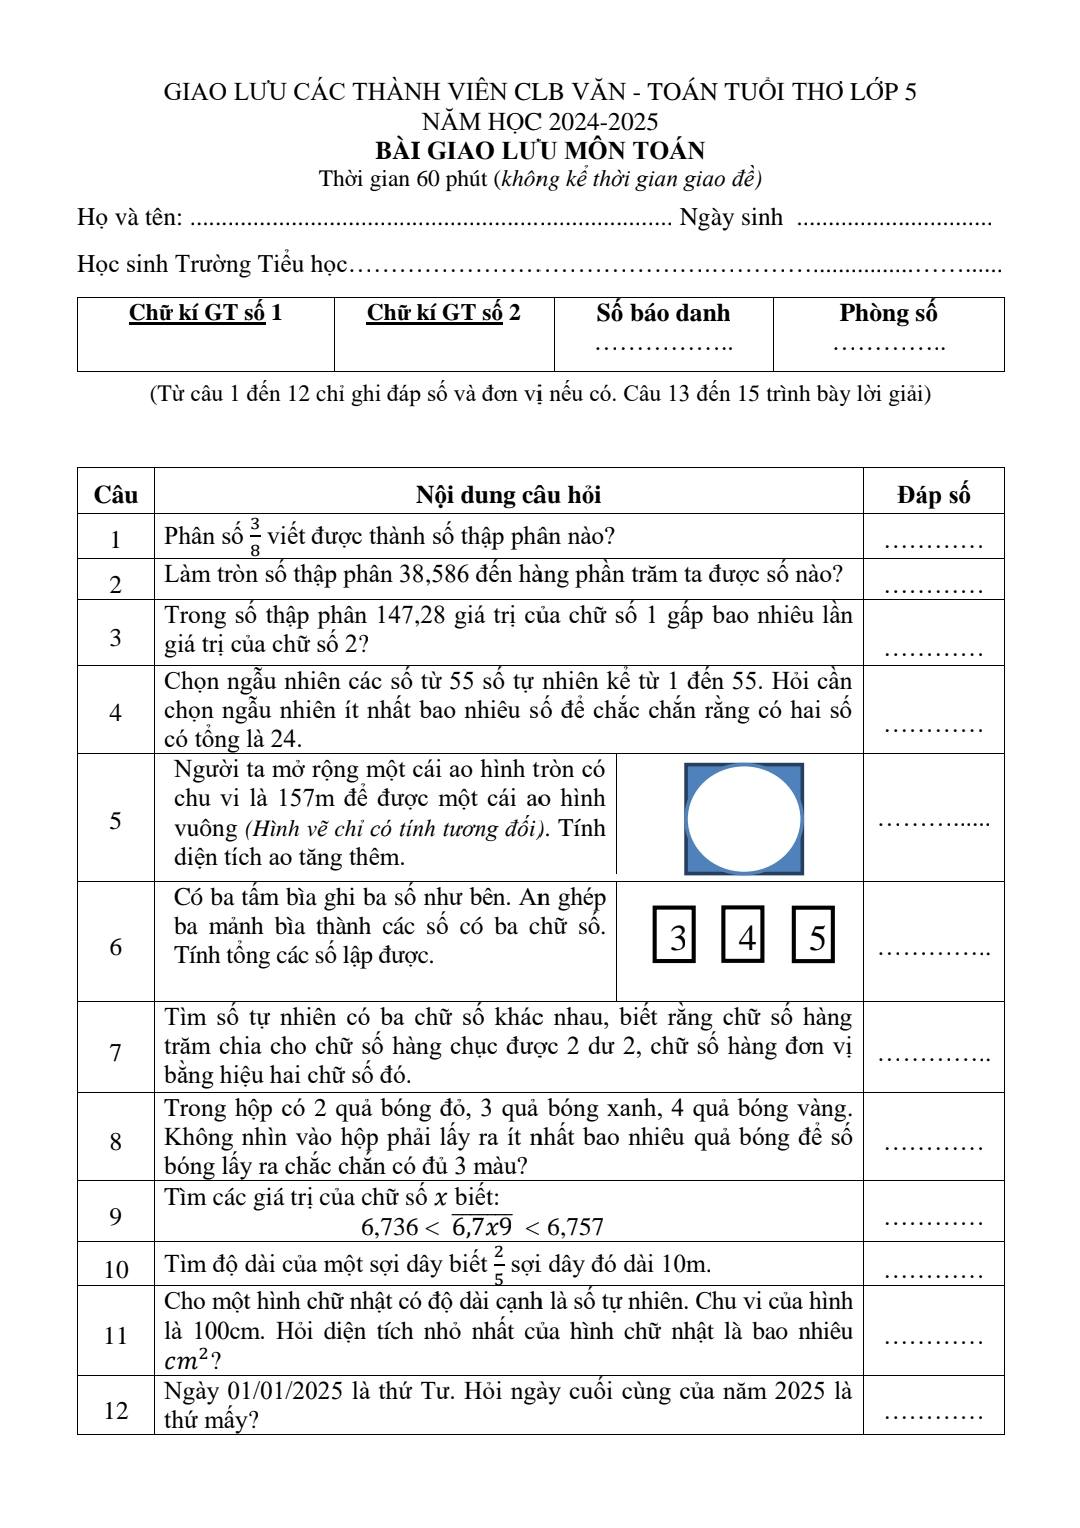 GIAO LƯU CÁC THÀNH VIÊN CLB VĂN - TOÁN TUỔI THƠ LỚP 5
NĂM HỌC 2024-2025
BÀI GIAO LƯU MÔN TOÁN
Thời gian 60 phút (không kể thời gian giao đề)
Họ và tên: ................................................................ Ngày sinh ................................
Học sinh Trường Tiểu học…………………………………………………................……......
Chữ kí GT số 1 Chữ kí GT số 2 Số báo danh Phòng số
…………….. …………..
(Từ câu 1 đến 12 chỉ ghi đáp số và đơn vị nếu có. Câu 13 đến 15 trình bày lời giải)
Câu Nội dung câu hỏi Đáp số
1 Phân số 3/8 viết được thành số thập phân nào? …………
2 Làm tròn số thập phân 38,586 đến hàng phần trăm ta được số nào? …………
3 Trong số thập phân 147,28 giá trị của chữ số 1 gấp bao nhiêu lần
giá trị của chữ số 2? …………
4 Chọn ngẫu nhiên các số từ 55 số tự nhiên kể từ 1 đến 55. Hỏi cần
chọn ngẫu nhiên ít nhất bao nhiêu số để chắc chắn rằng có hai số
có tổng là 24. …………
5 Người ta mở rộng một cái ao hình tròn có
chu vi là 157m để được một cái ao hình
vuông (Hình vẽ chỉ có tính tương đối). Tính
diện tích ao tăng thêm. ………......
6 Có ba tấm bìa ghi ba số như bên. An ghép
ba mảnh bìa thành các số có ba chữ số.
Tính tổng các số lập được.
3 4 5 …………..
7 Tìm số tự nhiên có ba chữ số khác nhau, biết rằng chữ số hàng
trăm chia cho chữ số hàng chục được 2 dư 2, chữ số hàng đơn vị
bằng hiệu hai chữ số đó. …………..
8 Trong hộp có 2 quả bóng đỏ, 3 quả bóng xanh, 4 quả bóng vàng.
Không nhìn vào hộp phải lấy ra ít nhất bao nhiêu quả bóng để số
bóng lấy ra chắc chắn có đủ 3 màu? …………
9 Tìm các giá trị của chữ số x biết:
6,736 < 6,7x9 < 6,757 …………
10 Tìm độ dài của một sợi dây biết 2/5 sợi dây đó dài 10m. …………
11 Cho một hình chữ nhật có độ dài cạnh là số tự nhiên. Chu vi của hình
là 100cm. Hỏi diện tích nhỏ nhất của hình chữ nhật là bao nhiêu
cm²? …………
12 Ngày 01/01/2025 là thứ Tư. Hỏi ngày cuối cùng của năm 2025 là
thứ mấy? …………